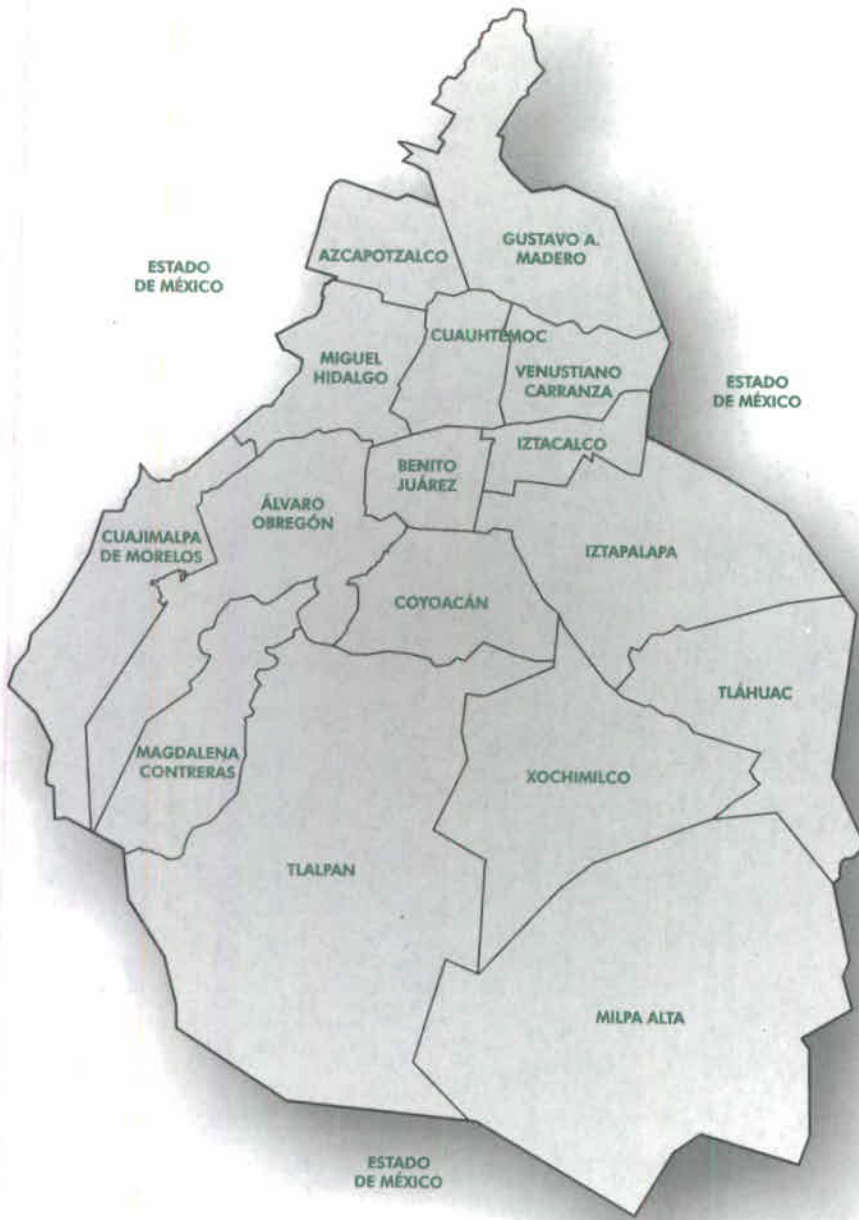 AZCAPOTZALCO
GUSTAVO A.
MADERO
ESTADO
DE MÉXICO
CUAUHTÉMOC
MIGUEL
HIDALGO
VENUSTIANO
CARRANZA
ESTADO
DE MÉXICO
IZTACALCO
BENITO
JUÁREZ
ÁLVARO
OBREGÓN
CUAJIMALPA
DE MORELOS
IZTAPALAPA
COYOACÁN
TLÁHUAC
MAGDALENA
CONTRERAS
XOCHIMILCO
TLALPAN
MILPA ALTA
ESTADO
DE MÉXICO